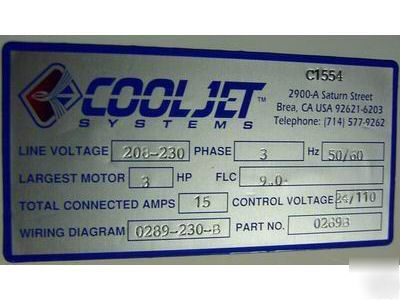 C1554
COOLJET™
SYSTEMS
2900-A Saturn Street
Brea, CA USA 92621-6203
Telephone: (714) 577-9262
LINE VOLTAGE 208-230 PHASE 3 Hz 50/60
LARGEST MOTOR 3 HP FLC 9.0
TOTAL CONNECTED AMPS 15 CONTROL VOLTAGE 24/110
WIRING DIAGRAM 0289-230-B PART NO. 0289B